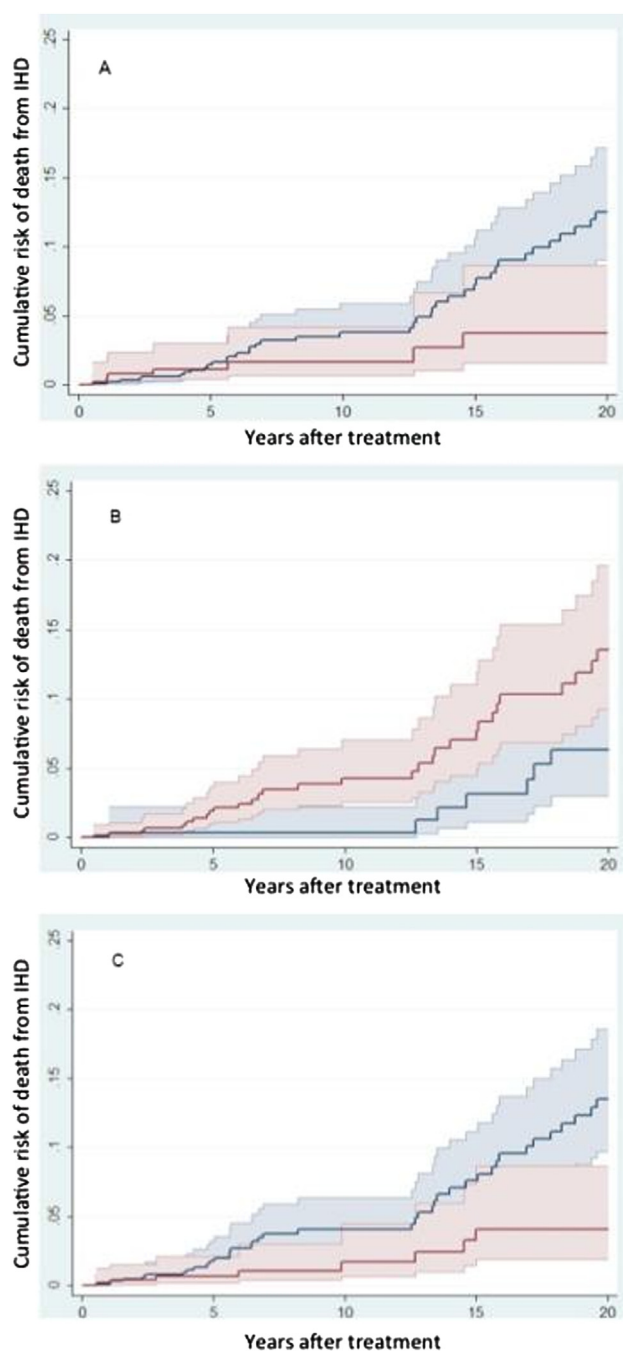 A
Cumulative risk of death from IHD
.25
.2
.15
.1
.05
0
0 5 10 15 20
Years after treatment
B
Cumulative risk of death from IHD
.25
.2
.15
.1
.05
0
0 5 10 15 20
Years after treatment
C
Cumulative risk of death from IHD
.25
.2
.15
.1
.05
0
0 5 10 15 20
Years after treatment